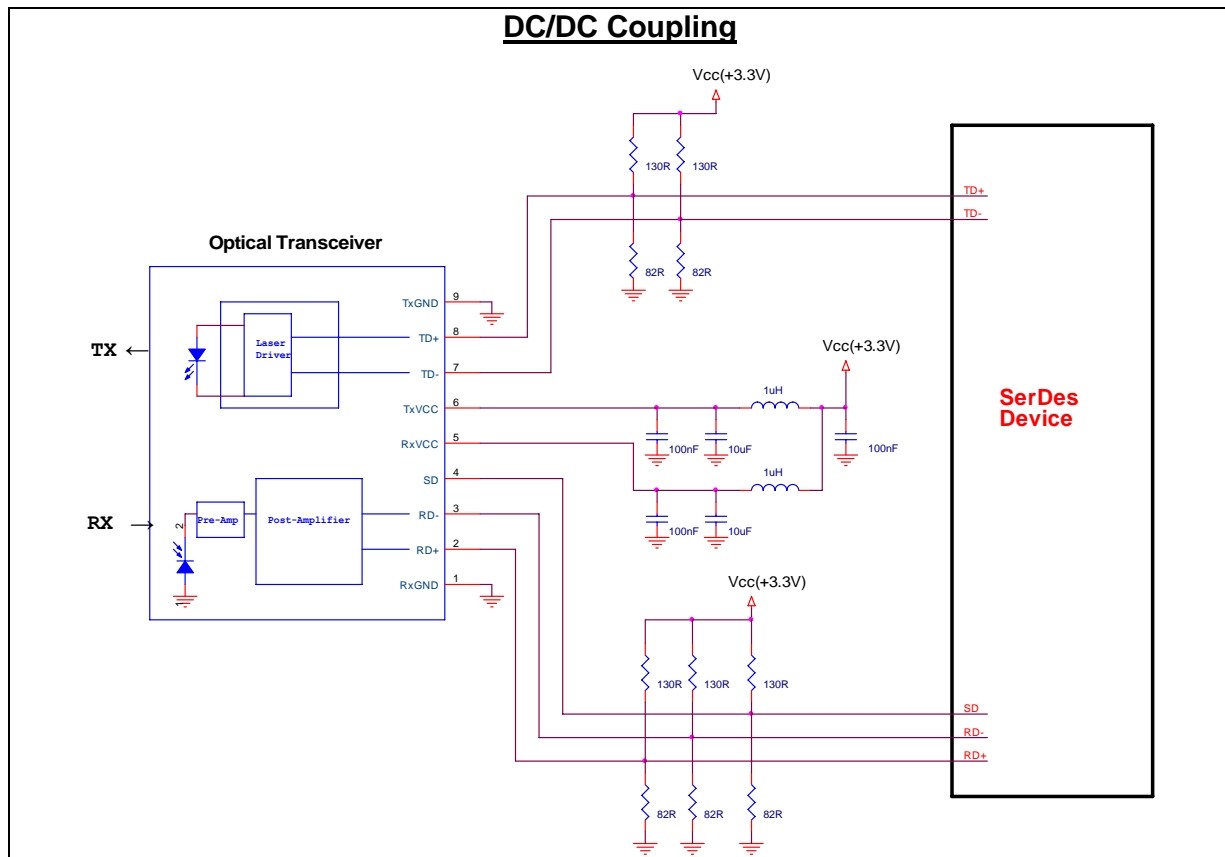 DC/DC Coupling
Vcc(+3.3V)
130R 130R
TD+
TD-
82R 82R
Optical Transceiver
TxGND 9
TX ←
Laser
Driver
TD+ 8
TD- 7
TxVCC 6
RxVCC 5
SD 4
RD- 3
RD+ 2
RxGND 1
RX →
2
Pre-Amp
Post-Amplifier
1
Vcc(+3.3V)
1uH
100nF 10uF 100nF
1uH
100nF 10uF
SerDes
Device
Vcc(+3.3V)
130R 130R 130R
SD
RD-
RD+
82R 82R 82R